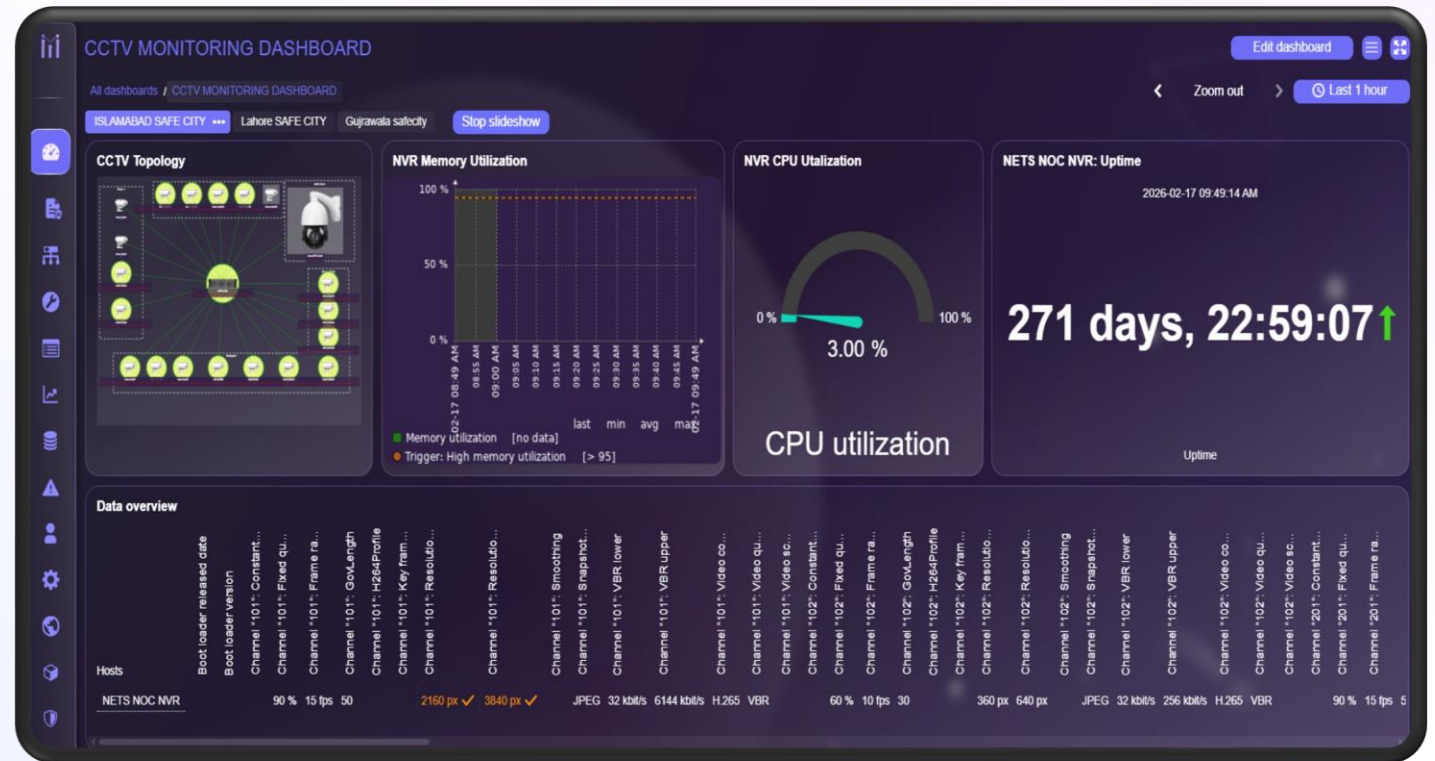 CCTV MONITORING DASHBOARD
Edit dashboard
All dashboards / CCTV MONITORING DASHBOARD
Zoom out
Last 1 hour
ISLAMABAD SAFE CITY
Lahore SAFE CITY
Gujrawala safecity
Stop slideshow
CCTV Topology
NVR Memory Utilization
100 %
50 %
0 %
02-17 08:49 AM
08:55 AM
09:00 AM
09:05 AM
09:10 AM
09:15 AM
09:20 AM
09:25 AM
09:30 AM
09:35 AM
09:40 AM
09:45 AM
02-17 09:49 AM
last min avg max
Memory utilization [no data]
Trigger: High memory utilization [> 95]
NVR CPU Utalization
0 %
100 %
3.00 %
CPU utilization
NETS NOC NVR: Uptime
2026-02-17 09:49:14 AM
271 days, 22:59:07
Uptime
Data overview
Hosts
Boot loader released date
Boot loader version
Channel "101": Constant...
Channel "101": Fixed qu...
Channel "101": Frame ra...
Channel "101": GovLength
Channel "101": H264Profile
Channel "101": Key fram...
Channel "101": Resolutio...
Channel "101": Resolutio...
Channel "101": Smoothing
Channel "101": Snapshot...
Channel "101": VBR lower
Channel "101": VBR upper
Channel "101": Video co...
Channel "101": Video qu...
Channel "101": Video sc...
Channel "102": Constant...
Channel "102": Fixed qu...
Channel "102": Frame ra...
Channel "102": GovLength
Channel "102": H264Profile
Channel "102": Key fram...
Channel "102": Resolutio...
Channel "102": Resolutio...
Channel "102": Smoothing
Channel "102": Snapshot...
Channel "102": VBR lower
Channel "102": VBR upper
Channel "102": Video co...
Channel "102": Video qu...
Channel "102": Video sc...
Channel "201": Constant...
Channel "201": Fixed qu...
Channel "201": Frame ra...
NETS NOC NVR 90 % 15 fps 50 2160 px 3840 px JPEG 32 kbit/s 6144 kbit/s H.265 VBR 60 % 10 fps 30 360 px 640 px JPEG 32 kbit/s 256 kbit/s H.265 VBR 90 % 15 fps 5